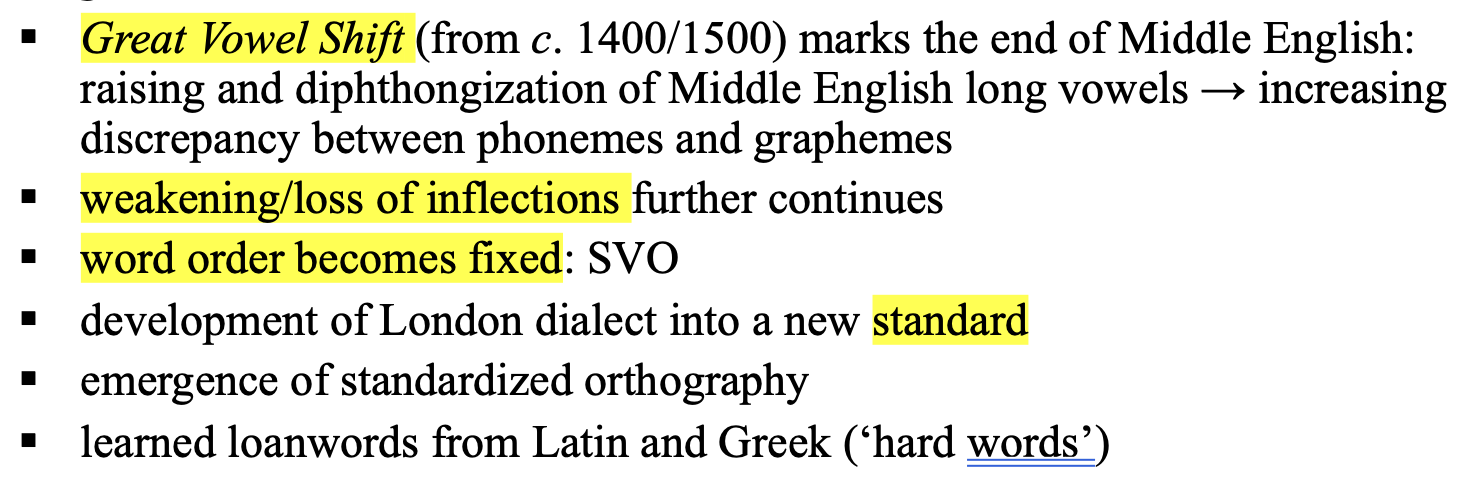 ▪ Great Vowel Shift (from c. 1400/1500) marks the end of Middle English:
raising and diphthongization of Middle English long vowels → increasing
discrepancy between phonemes and graphemes
▪ weakening/loss of inflections further continues
▪ word order becomes fixed: SVO
▪ development of London dialect into a new standard
▪ emergence of standardized orthography
▪ learned loanwords from Latin and Greek (‘hard words’)